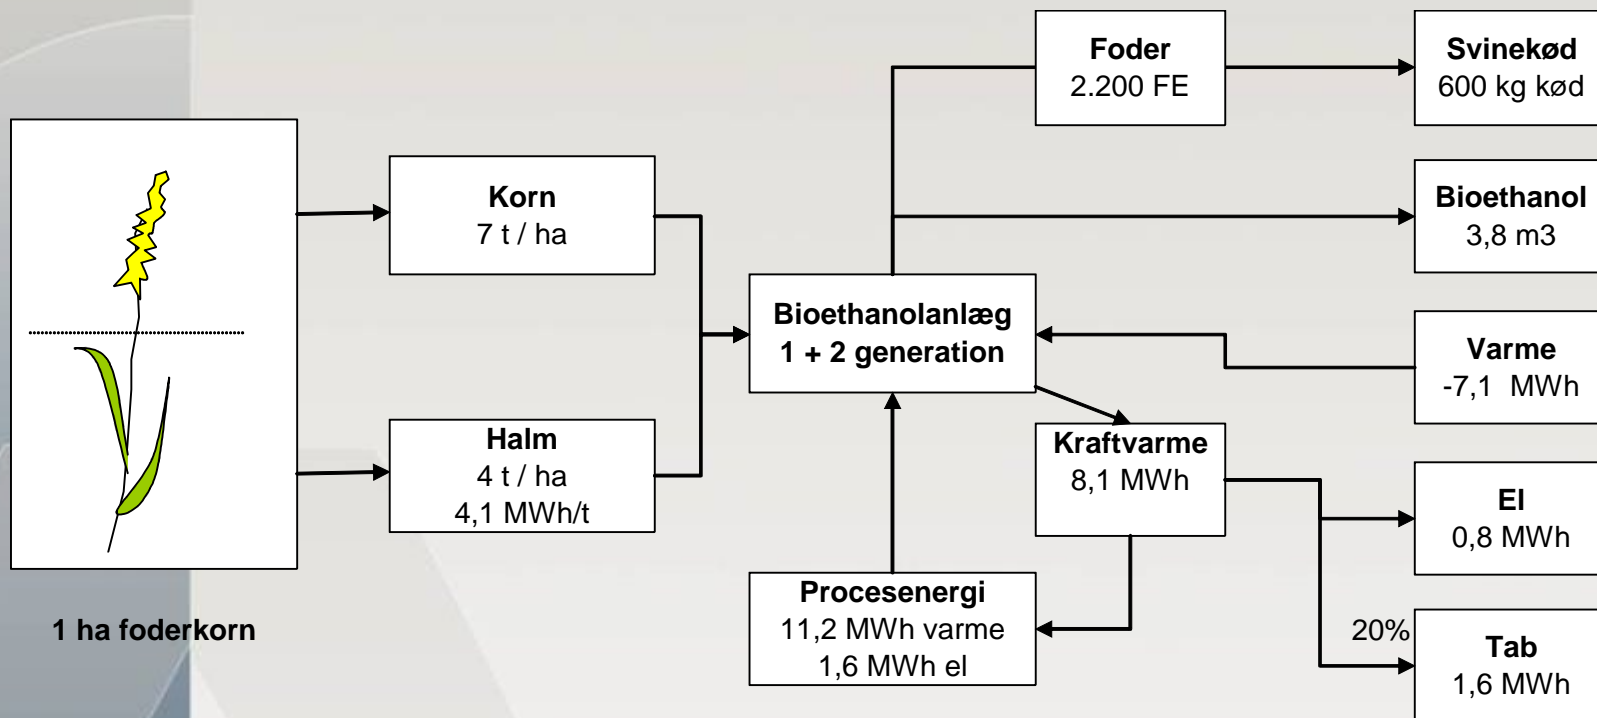 Foder
2.200 FE
Svinekød
600 kg kød
Korn
7 t / ha
Bioethanol
3,8 m3
Bioethanolanlæg
1 + 2 generation
Varme
-7,1 MWh
Halm
4 t / ha
4,1 MWh/t
Kraftvarme
8,1 MWh
El
0,8 MWh
Procesenergi
11,2 MWh varme
1,6 MWh el
1 ha foderkorn
20%
Tab
1,6 MWh